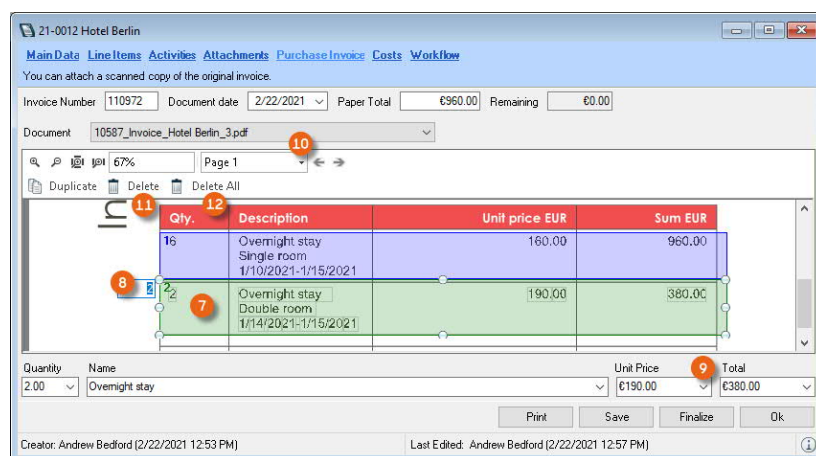 21-0012 Hotel Berlin
Main Data Line Items Activities Attachments Purchase Invoice Costs Workflow
You can attach a scanned copy of the original invoice.
Invoice Number 110972 Document date 2/22/2021 Paper Total €960.00 Remaining €0.00
Document 10587_Invoice_Hotel Berlin_3.pdf
10
67% Page 1
Duplicate Delete Delete All
11 12
In
Qty. Description Unit price EUR Sum EUR
1 6 Overnight stay 160.00 960.00
Single room
1/10/2021-1/15/2021
8 2 2 2 7 Overnight stay 190.00 380.00
Double room
1/14/2021-1/15/2021
Quantity Name Unit Price 9 Total
2.00 Overnight stay €190.00 €380.00
Print Save Finalize Ok
Creator: Andrew Bedford (2/22/2021 12:53 PM) Last Edited: Andrew Bedford (2/22/2021 12:57 PM)